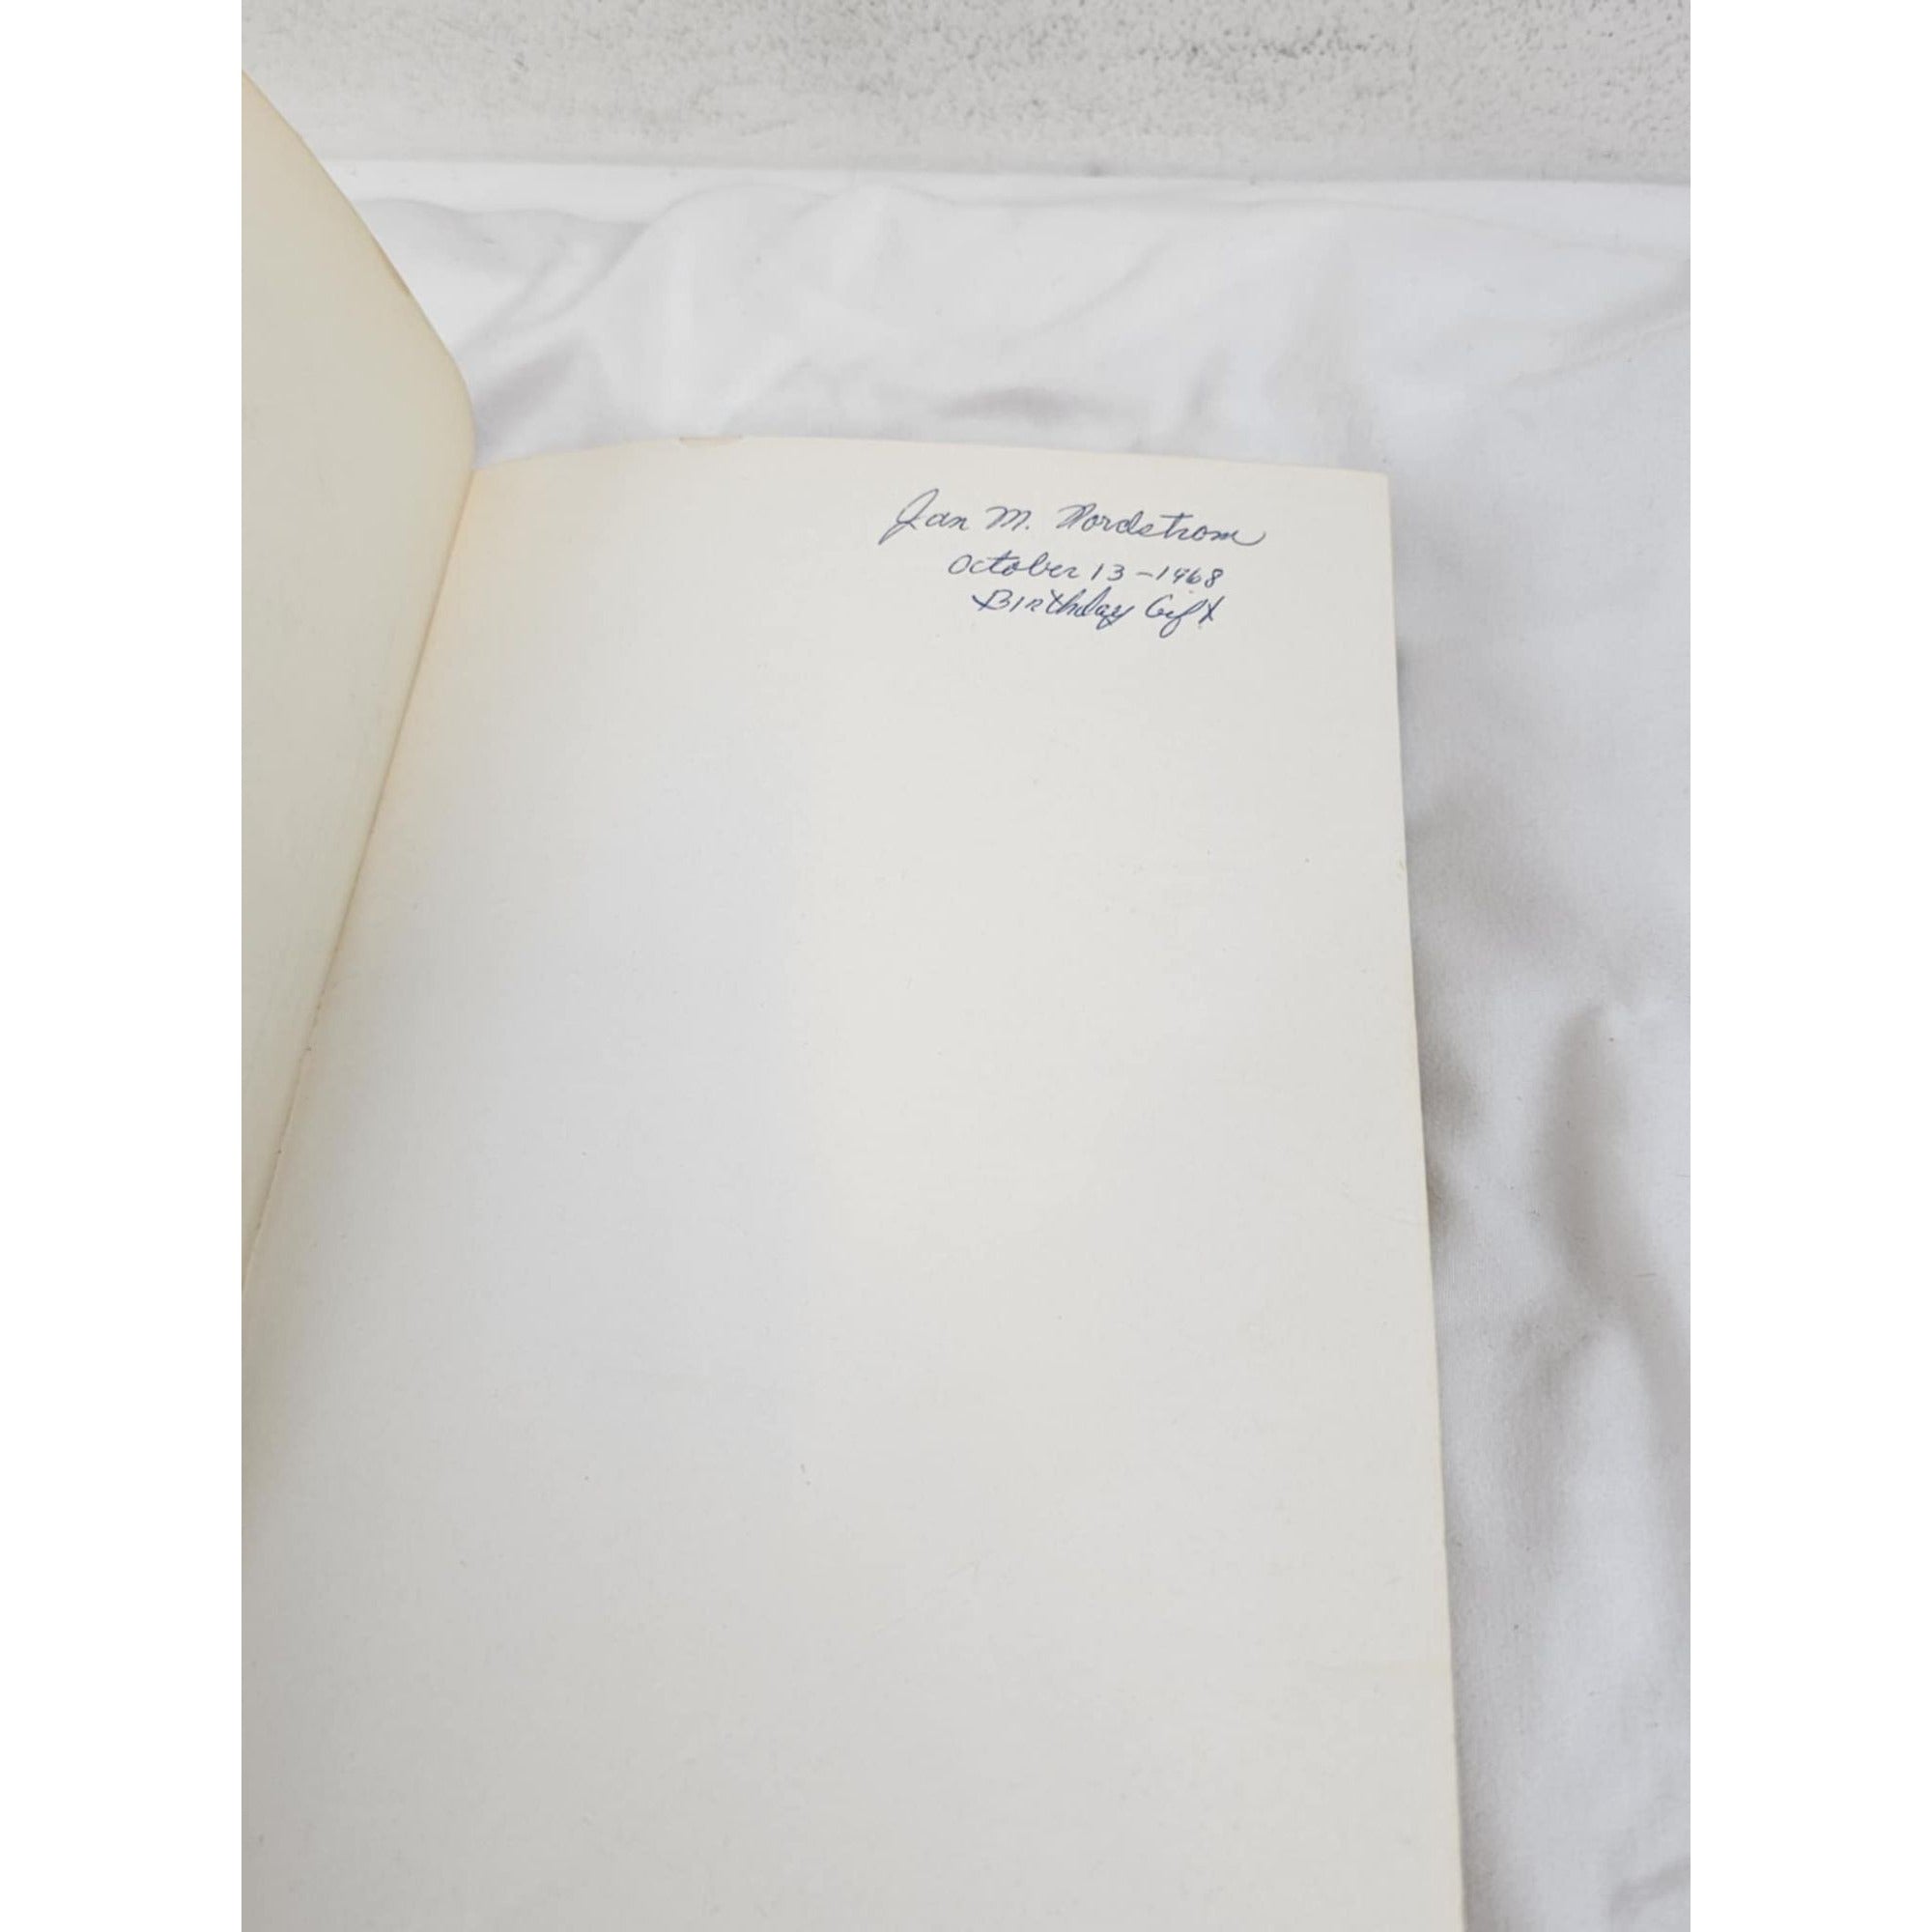 Jan M. Nordstrom
October 13-1968
Birthday Gift